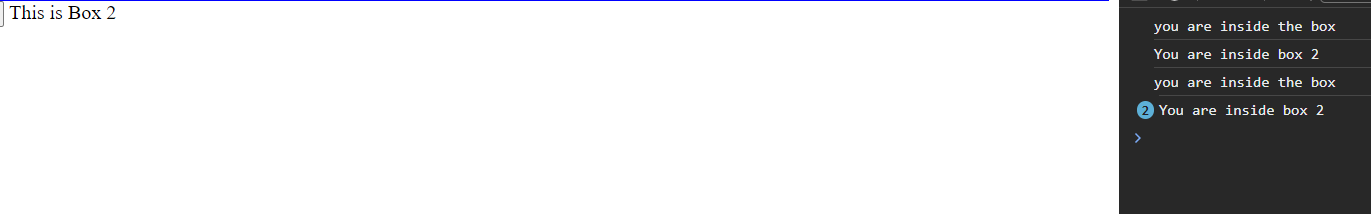 This is Box 2
you are inside the box
You are inside box 2
you are inside the box
2 You are inside box 2